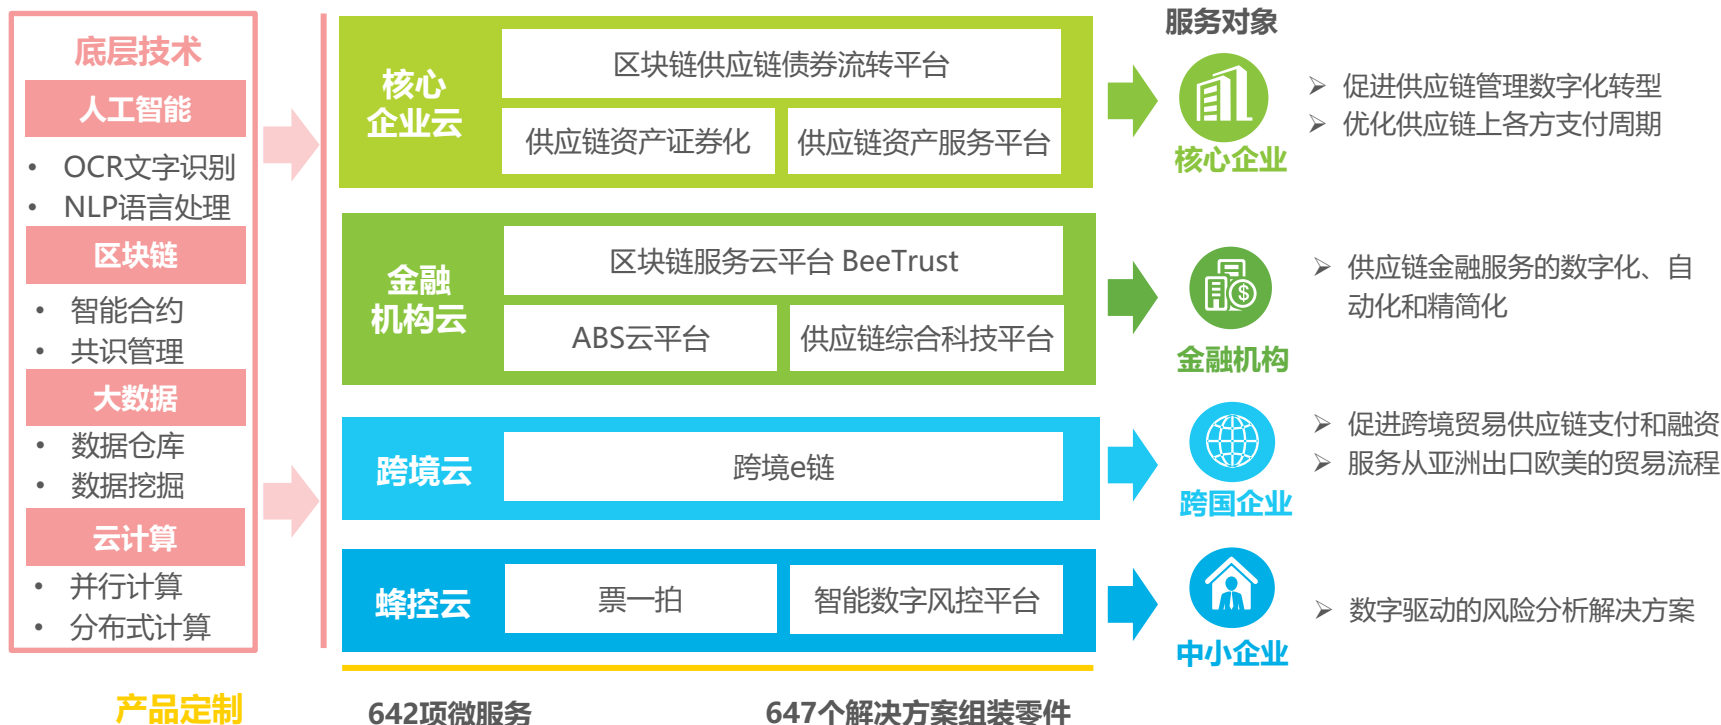 底层技术
人工智能
• OCR文字识别
• NLP语言处理
区块链
• 智能合约
• 共识管理
大数据
• 数据仓库
• 数据挖掘
云计算
• 并行计算
• 分布式计算
核心
企业云
区块链供应链债券流转平台
供应链资产证券化
供应链资产服务平台
金融
机构云
区块链服务云平台 BeeTrust
ABS云平台
供应链综合科技平台
跨境云
跨境e链
蜂控云
票一拍
智能数字风控平台
服务对象
核心企业
➢ 促进供应链管理数字化转型
➢ 优化供应链上各方支付周期
金融机构
➢ 供应链金融服务的数字化、自
动化和精简化
跨国企业
➢ 促进跨境贸易供应链支付和融资
➢ 服务从亚洲出口欧美的贸易流程
中小企业
➢ 数字驱动的风险分析解决方案
产品定制
642项微服务
647个解决方案组装零件